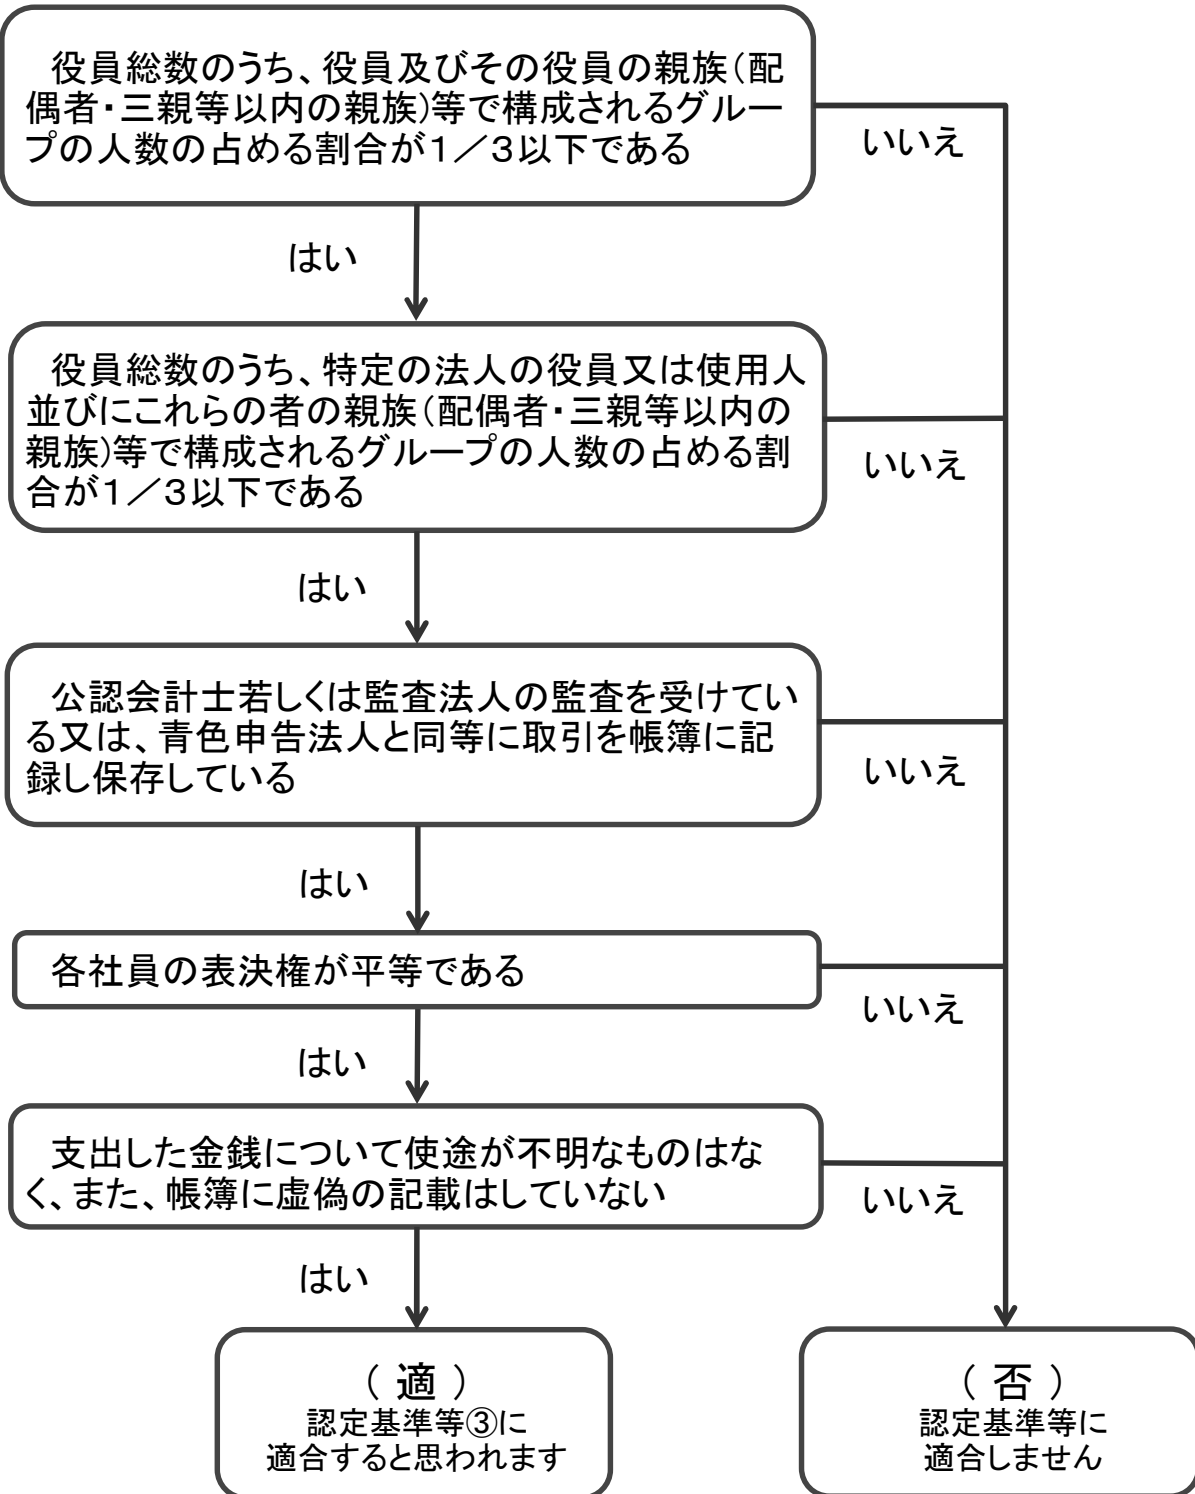 役員総数のうち、役員及びその役員の親族（配
偶者・三親等以内の親族）等で構成されるグルー
プの人数の占める割合が１／３以下である
いいえ
はい
役員総数のうち、特定の法人の役員又は使用人
並びにこれらの者の親族（配偶者・三親等以内の
親族）等で構成されるグループの人数の占める割
合が１／３以下である
いいえ
はい
公認会計士若しくは監査法人の監査を受けてい
る又は、青色申告法人と同等に取引を帳簿に記
録し保存している
いいえ
はい
各社員の表決権が平等である
いいえ
はい
支出した金銭について使途が不明なものはな
く、また、帳簿に虚偽の記載はしていない
いいえ
はい
（ 適 ）
認定基準等③に
適合すると思われます
（ 否 ）
認定基準等に
適合しません